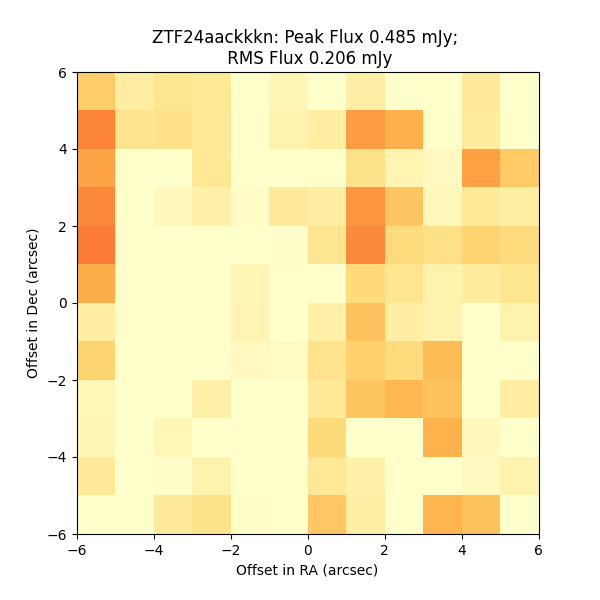 ZTF24aackkkn: Peak Flux 0.485 mJy;
RMS Flux 0.206 mJy
6
4
2
0
−2
−4
−6
Offset in Dec (arcsec)
−6 −4 −2 0 2 4 6
Offset in RA (arcsec)